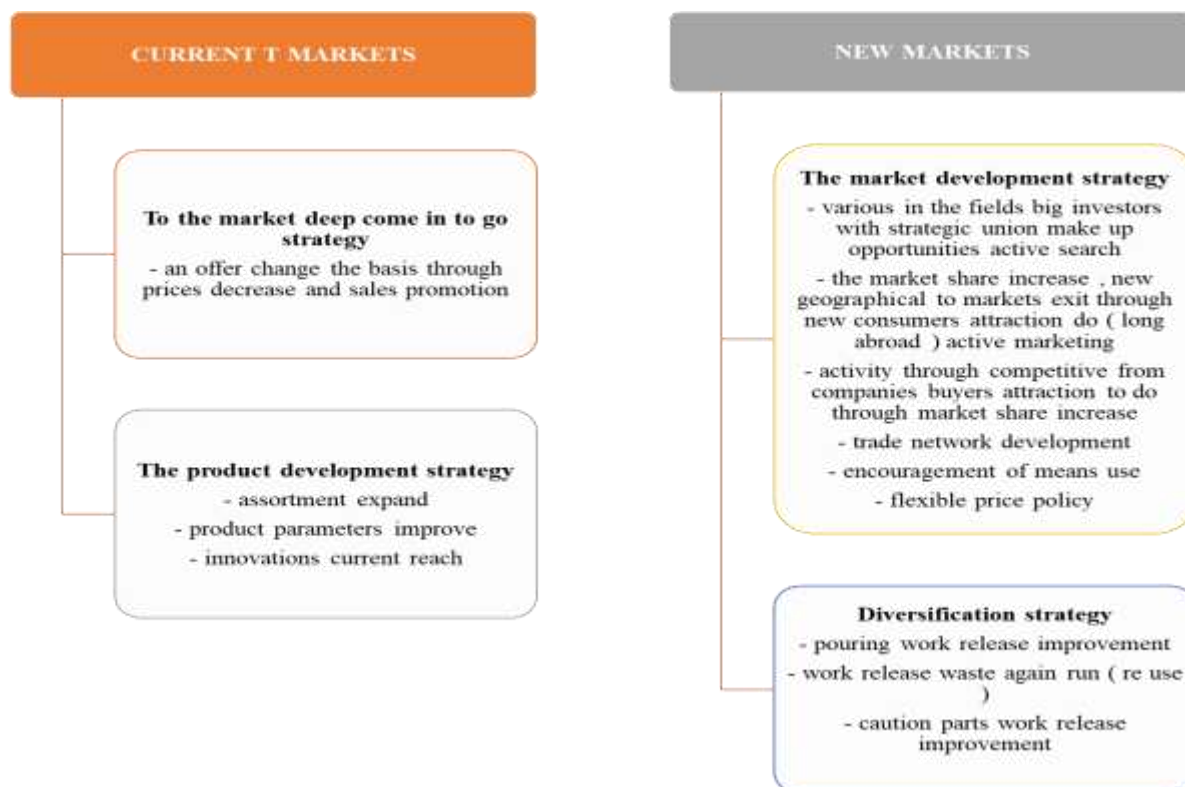 CURRENT T MARKETS
To the market deep come in to go
strategy
- an offer change the basis through
prices decrease and sales promotion
The product development strategy
- assortment expand
- product parameters improve
- innovations current reach
NEW MARKETS
The market development strategy
- various in the fields big investors
with strategic union make up
opportunities active search
- the market share increase , new
geographical to markets exit through
new consumers attraction do ( long
abroad ) active marketing
- activity through competitive from
companies buyers attraction to do
through market share increase
- trade network development
- encouragement of means use
- flexible price policy
Diversification strategy
- pouring work release improvement
- work release waste again run ( re use
)
- caution parts work release
improvement